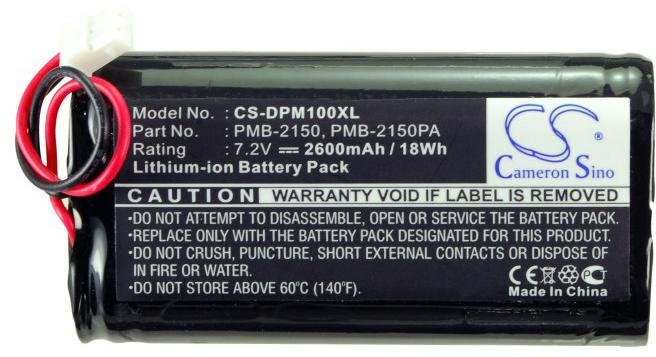 Model No. : CS-DPM100XL
Part No. : PMB-2150, PMB-2150PA
Rating : 7.2V ⎓ 2600mAh / 18Wh
Lithium-ion Battery Pack
CS
Cameron Sino
CAUTION WARRANTY VOID IF LABEL IS REMOVED
•DO NOT ATTEMPT TO DISASSEMBLE, OPEN OR SERVICE THE BATTERY PACK.
•REPLACE ONLY WITH THE BATTERY PACK DESIGNATED FOR THIS PRODUCT.
•DO NOT CRUSH, PUNCTURE, SHORT EXTERNAL CONTACTS OR DISPOSE OF
IN FIRE OR WATER.
•DO NOT STORE ABOVE 60℃ (140℉).
CE PCT
Made In China